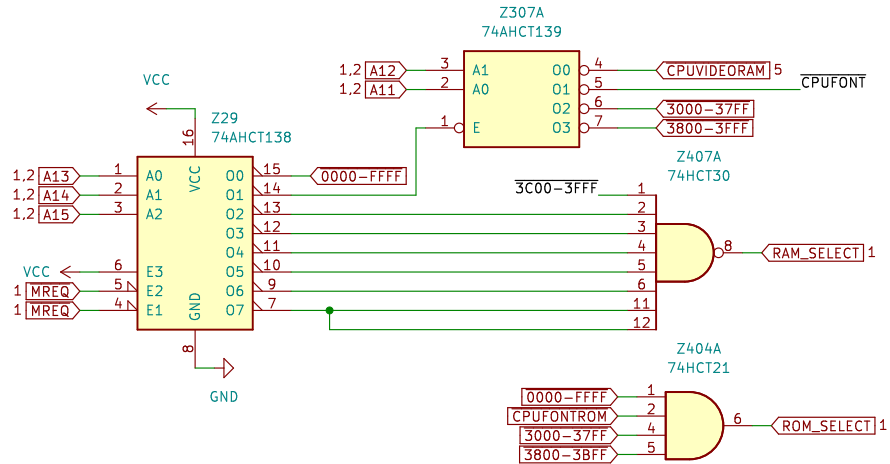 Z307A
74AHCT139
1,2 A12 3 A1 O0 4 CPUVIDEORAM 5
1,2 A11 2 A0 O1 5 CPUFONT
O2 6 3000-37FF
1 E O3 7 3800-3FFF
VCC
Z29
74AHCT138
16
VCC
1,2 A13 1 A0 O0 15 0000-FFFF
1,2 A14 2 A1 O1 14
1,2 A15 3 A2 O2 13
O3 12
O4 11
VCC 6 E3 O5 10
1 MREQ 5 E2 O6 9
1 MREQ 4 E1 O7 7
GND
8
GND
Z407A
74HCT30
3C00-3FFF 1
2
3
4
5
6
11
12
8 RAM_SELECT 1
Z404A
74HCT21
0000-FFFF 1
CPUFONTROM 2
3000-37FF 4
3800-3BFF 5
6 ROM_SELECT 1